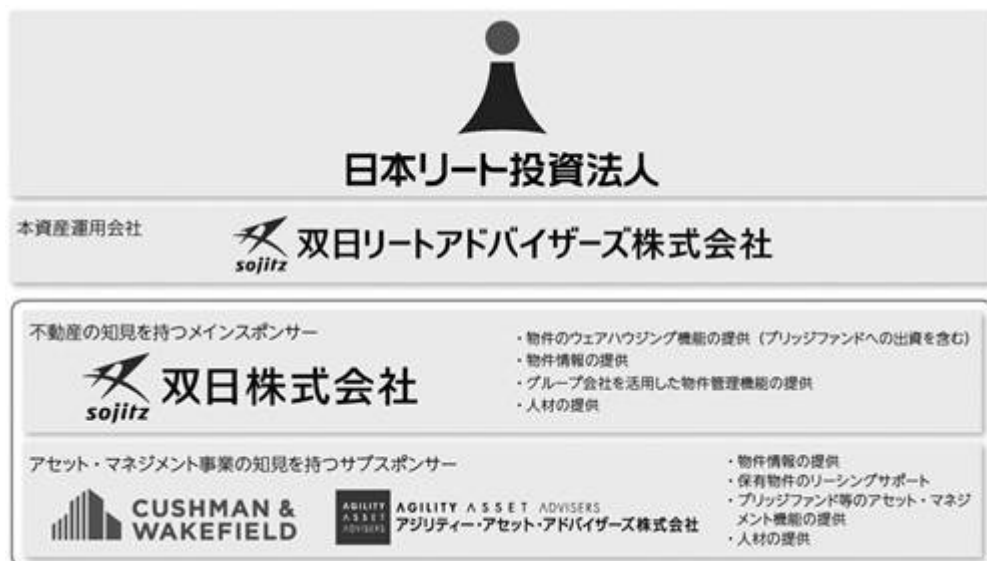 日本リート投資法人
本資産運用会社
sojitz 双日リートアドバイザーズ株式会社
不動産の知見を持つメインスポンサー
sojitz 双日株式会社
・物件のウェアハウジング機能の提供（ブリッジファンドへの出資を含む）
・物件情報の提供
・グループ会社を活用した物件管理機能の提供
・人材の提供
アセット・マネジメント事業の知見を持つサブスポンサー
CUSHMAN &
WAKEFIELD
AGILITY
ASSET
ADVISERS
AGILITY ASSET ADVISERS
アジリティー・アセット・アドバイザーズ株式会社
・物件情報の提供
・保有物件のリーシングサポート
・ブリッジファンド等のアセット・マネジ
メント機能の提供
・人材の提供